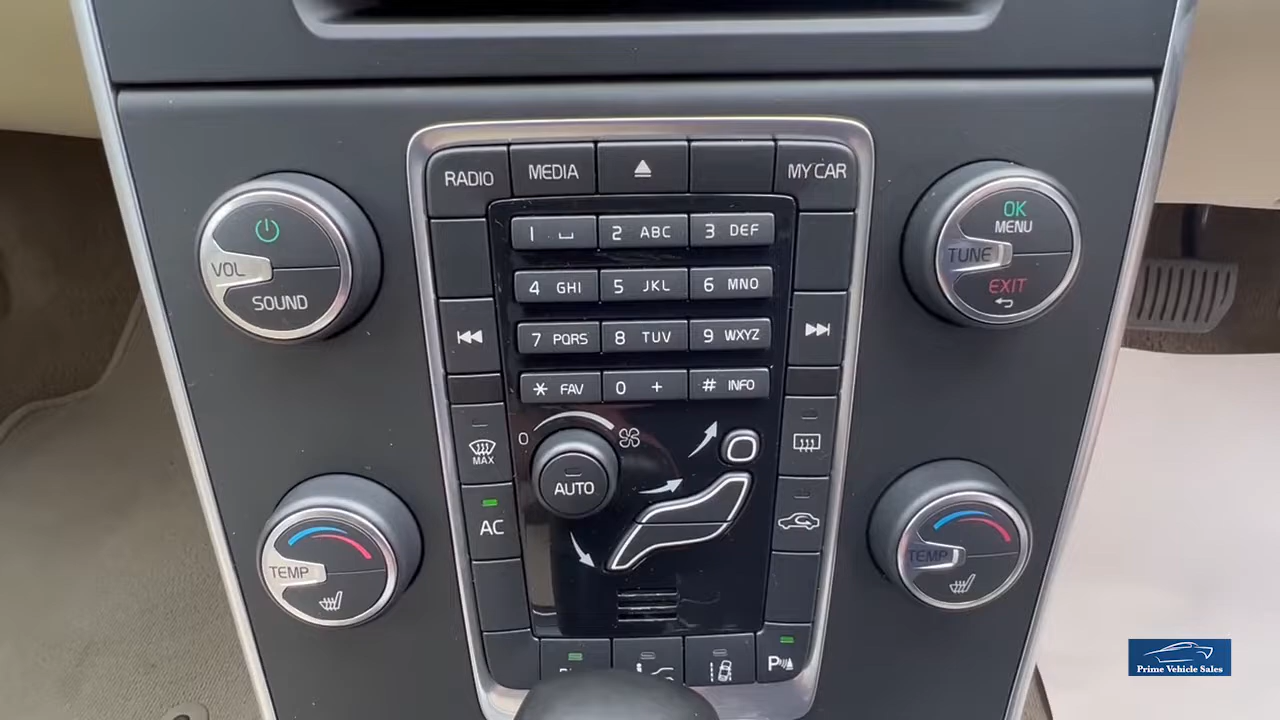 RADIO MEDIA MY CAR
VOL
SOUND
OK
MENU
TUNE
EXIT
1 2 ABC 3 DEF
4 GHI 5 JKL 6 MNO
7 PQRS 8 TUV 9 WXYZ
* FAV 0 + # INFO
0
MAX
AUTO
AC
TEMP
TEMP
P
Prime Vehicle Sales